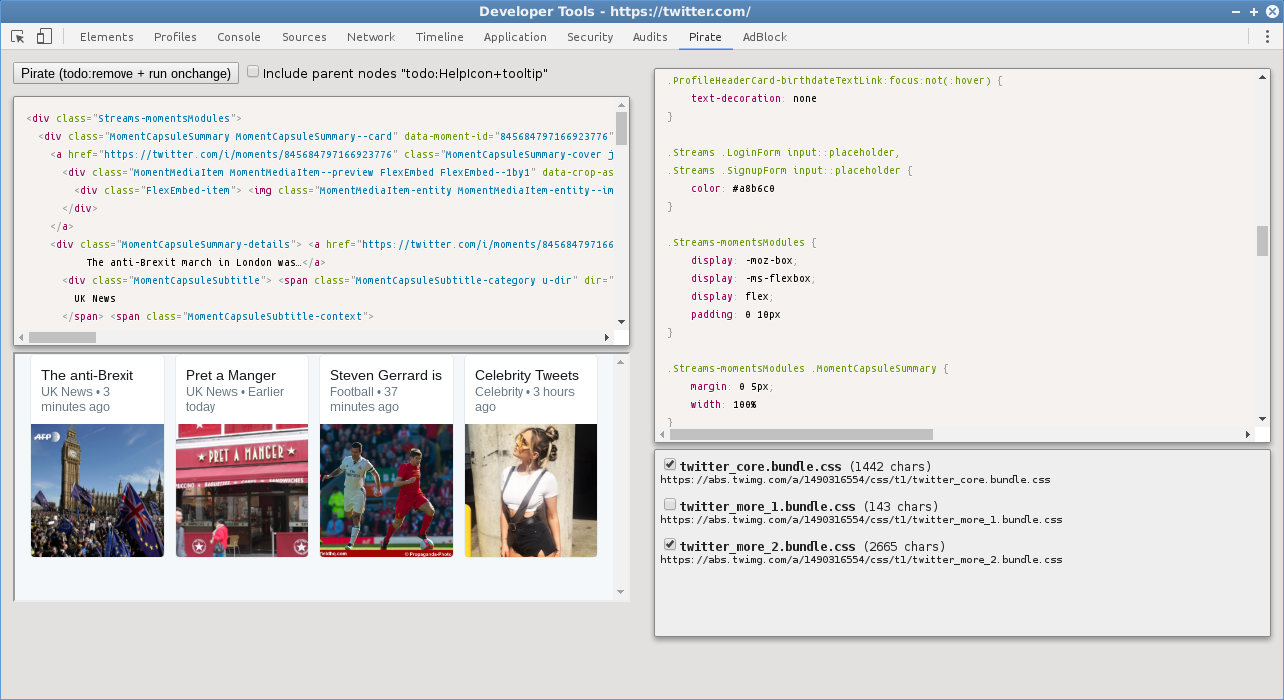 Developer Tools - https://twitter.com/
Elements Profiles Console Sources Network Timeline Application Security Audits Pirate AdBlock
Pirate (todo:remove + run onchange) Include parent nodes "todo:HelpIcon+tooltip"
<div class="Streams-momentsModules">
<div class="MomentCapsuleSummary MomentCapsuleSummary--card" data-moment-id="845684797166923776"
<a href="https://twitter.com/i/moments/845684797166923776" class="MomentCapsuleSummary-cover j
<div class="MomentMediaItem MomentMediaItem--preview FlexEmbed FlexEmbed--1by1" data-crop-as
<div class="FlexEmbed-item"> <img class="MomentMediaItem-entity MomentMediaItem-entity--im
</div>
</a>
<div class="MomentCapsuleSummary-details"> <a href="https://twitter.com/i/moments/845684797166
The anti-Brexit march in London was…</a>
<div class="MomentCapsuleSubtitle"> <span class="MomentCapsuleSubtitle-category u-dir" dir="
UK News
</span> <span class="MomentCapsuleSubtitle-context">
The anti-Brexit
UK News • 3
minutes ago
AFP
Pret a Manger
UK News • Earlier
today
★ PRET A MANGER ★
Steven Gerrard is
Football • 37
minutes ago
© Propaganda-Photo
Celebrity Tweets
Celebrity • 3 hours
ago
.ProfileHeaderCard-birthdateTextLink:focus:not(:hover) {
text-decoration: none
}
.Streams .LoginForm input::placeholder,
.Streams .SignupForm input::placeholder {
color: #a8b6c0
}
.Streams-momentsModules {
display: -moz-box;
display: -ms-flexbox;
display: flex;
padding: 0 10px
}
.Streams-momentsModules .MomentCapsuleSummary {
margin: 0 5px;
width: 100%
}
twitter_core.bundle.css (1442 chars)
https://abs.twimg.com/a/1490316554/css/t1/twitter_core.bundle.css
twitter_more_1.bundle.css (143 chars)
https://abs.twimg.com/a/1490316554/css/t1/twitter_more_1.bundle.css
twitter_more_2.bundle.css (2665 chars)
https://abs.twimg.com/a/1490316554/css/t1/twitter_more_2.bundle.css